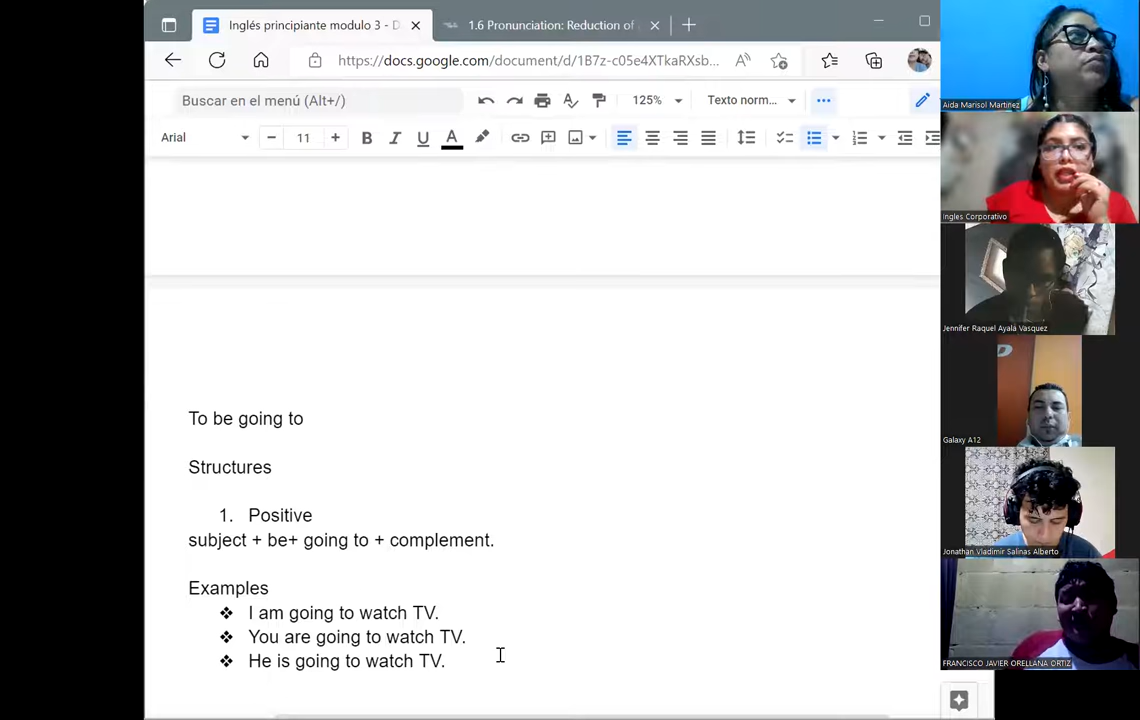 Inglés principiante modulo 3 - D
1.6 Pronunciation: Reduction of
https://docs.google.com/document/d/1B7z-c05e4XTkaRXsb...
Buscar en el menú (Alt+/)
125%
Texto norm...
Arial
11
B I U A
To be going to
Structures
1. Positive
subject + be+ going to + complement.
Examples
❖ I am going to watch TV.
❖ You are going to watch TV.
❖ He is going to watch TV.
Aida Marisol Martinez
Ingles Corporativo
Jennifer Raquel Ayala Vasquez
Galaxy A12
Jonathan Vladimir Salinas Alberto
FRANCISCO JAVIER ORELLANA ORTIZ